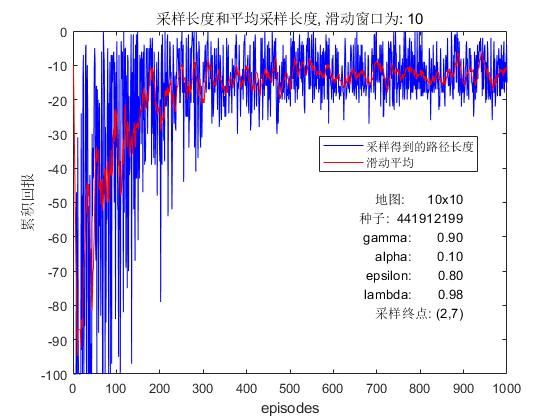 采样长度和平均采样长度, 滑动窗口为: 10
累积回报
0
-10
-20
-30
-40
-50
-60
-70
-80
-90
-100
采样得到的路径长度
滑动平均
地图: 10x10
种子: 441912199
gamma: 0.90
alpha: 0.10
epsilon: 0.80
lambda: 0.98
采样终点: (2,7)
0 100 200 300 400 500 600 700 800 900 1000
episodes